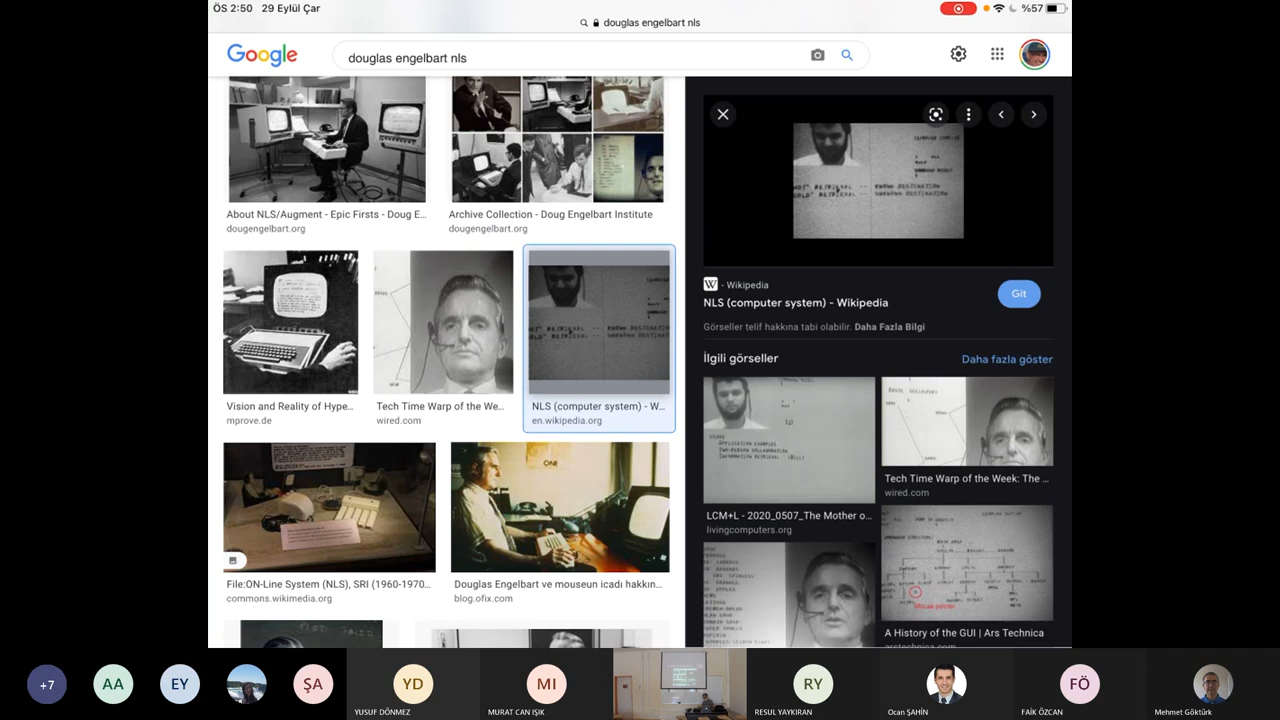 ÖS 2:50 29 Eylül Çar
%57
douglas engelbart nls
Google
douglas engelbart nls
About NLS/Augment - Epic Firsts - Doug E...
dougengelbart.org
Archive Collection - Doug Engelbart Institute
dougengelbart.org
Vision and Reality of Hype...
mprove.de
Tech Time Warp of the We...
wired.com
NLS (computer system) - W...
en.wikipedia.org
File:ON-Line System (NLS), SRI (1960-1970...
commons.wikimedia.org
ONE
Douglas Engelbart ve mouseun icadı hakkın...
blog.ofix.com
W - Wikipedia
NLS (computer system) - Wikipedia
Git
Görseller telif hakkına tabi olabilir. Daha Fazla Bilgi
İlgili görseller
Daha fazla göster
LCM+L - 2020_0507_The Mother o...
livingcomputers.org
Tech Time Warp of the Week: The ...
wired.com
Mouse pointer
A History of the GUI | Ars Technica
arstechnica.com
+7
AA
EY
ŞA
YD
YUSUF DÖNMEZ
MI
MURAT CAN IŞIK
RY
RESUL YAYKIRAN
Ocan ŞAHİN
FÖ
FAİK ÖZCAN
Mehmet Göktürk